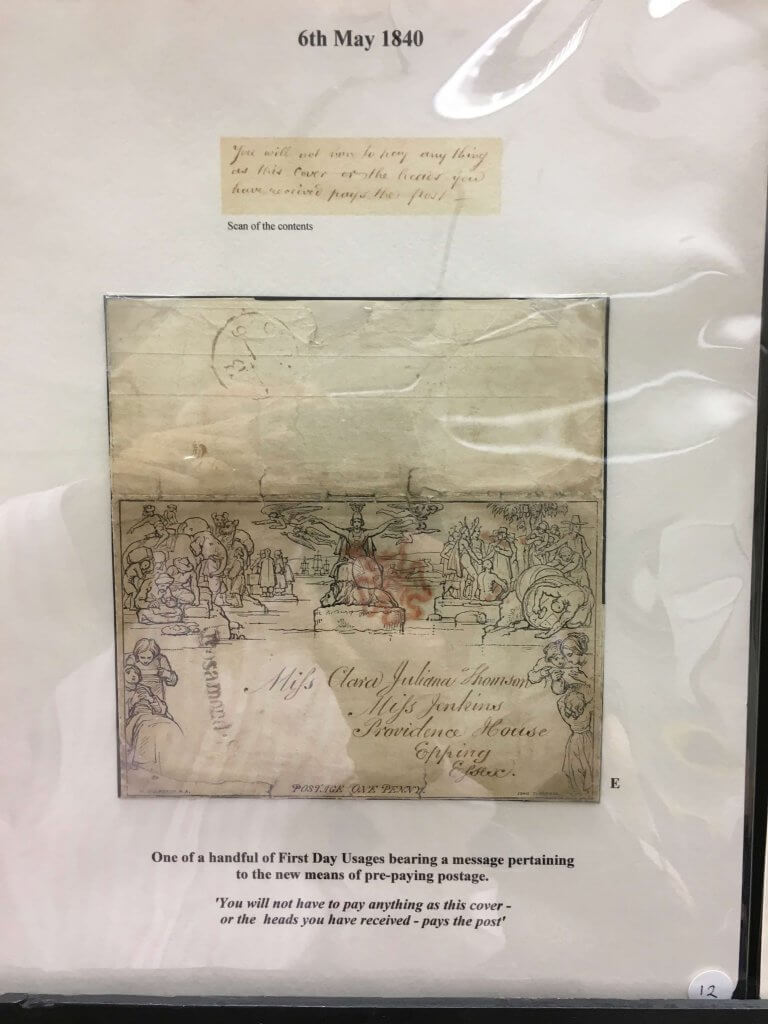 6th May 1840
You will not have to pay any thing
as this Cover or the heads you
have received pays the post —
Scan of the contents
Rosamond
Miss Clara Juliana Thomson
Miss Jenkins
Providence House
Epping
Essex.
POSTAGE ONE PENNY.
E
One of a handful of First Day Usages bearing a message pertaining
to the new means of pre-paying postage.
'You will not have to pay anything as this cover -
or the heads you have received - pays the post'
12